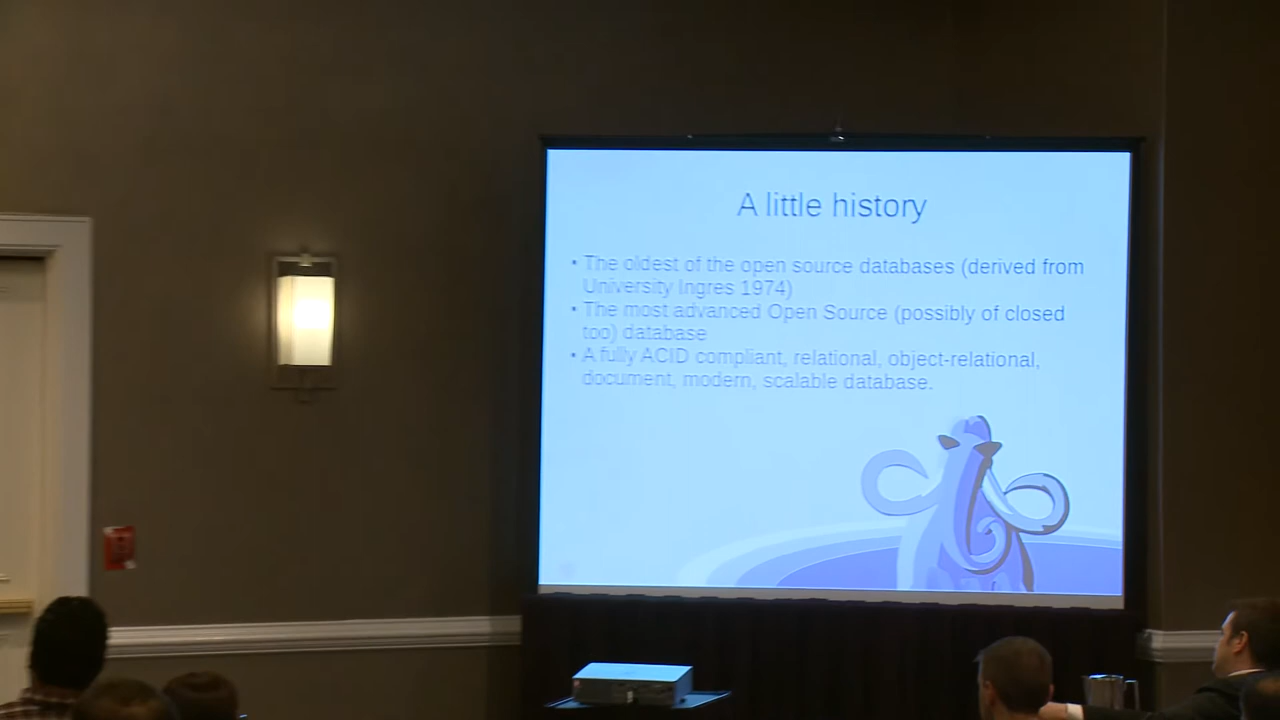 A little history
• The oldest of the open source databases (derived from
University Ingres 1974)
• The most advanced Open Source (possibly of closed
too) database
• A fully ACID compliant, relational, object-relational,
document, modern, scalable database.